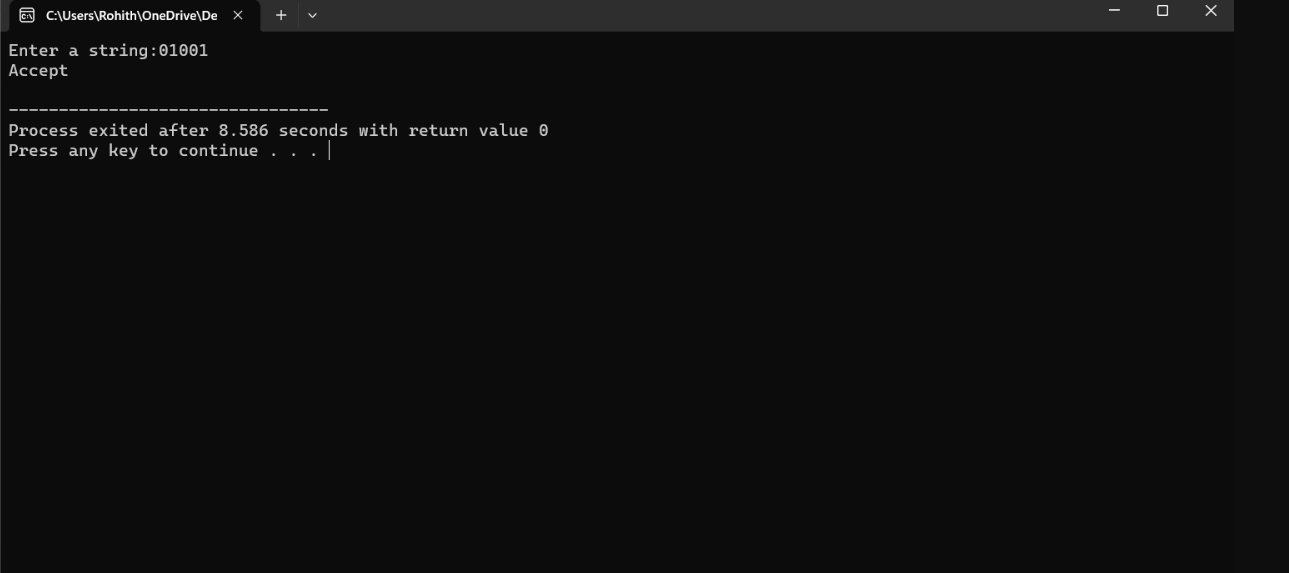 C:\Users\Rohith\OneDrive\De
Enter a string:01001
Accept
--------------------------------
Process exited after 8.586 seconds with return value 0
Press any key to continue . . .